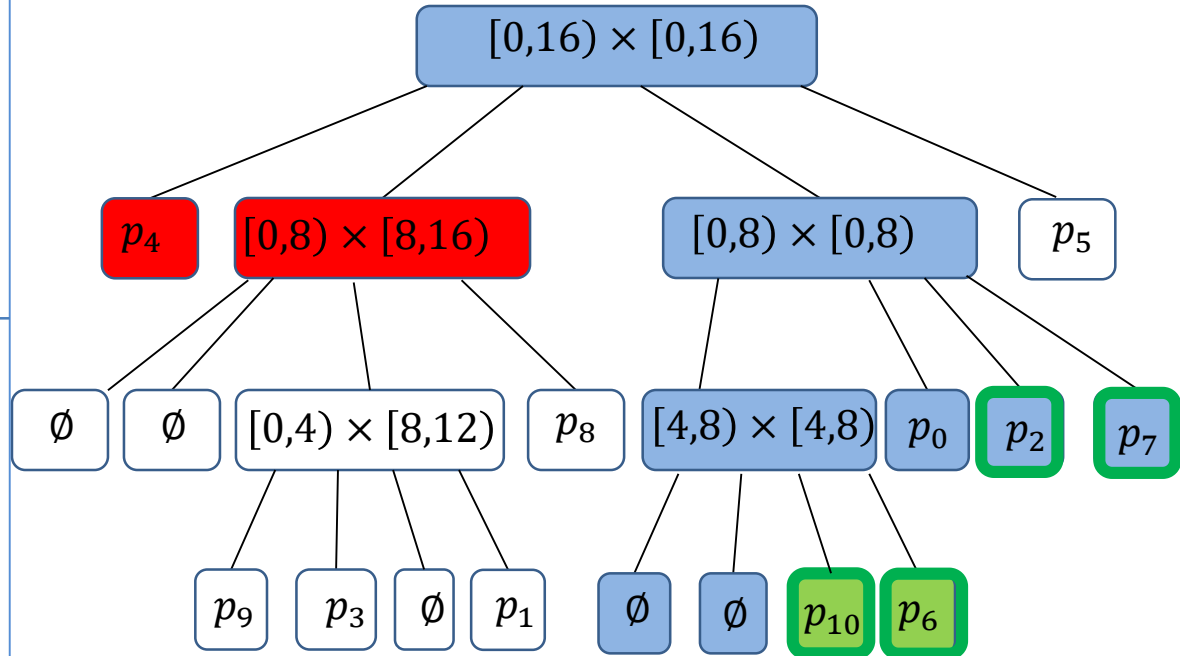 [0,16) × [0,16)
p₄ [0,8) × [8,16) [0,8) × [0,8) p₅
∅ ∅ [0,4) × [8,12) p₈ [4,8) × [4,8) p₀ p₂ p₇
p₉ p₃ ∅ p₁ ∅ ∅ p₁₀ p₆